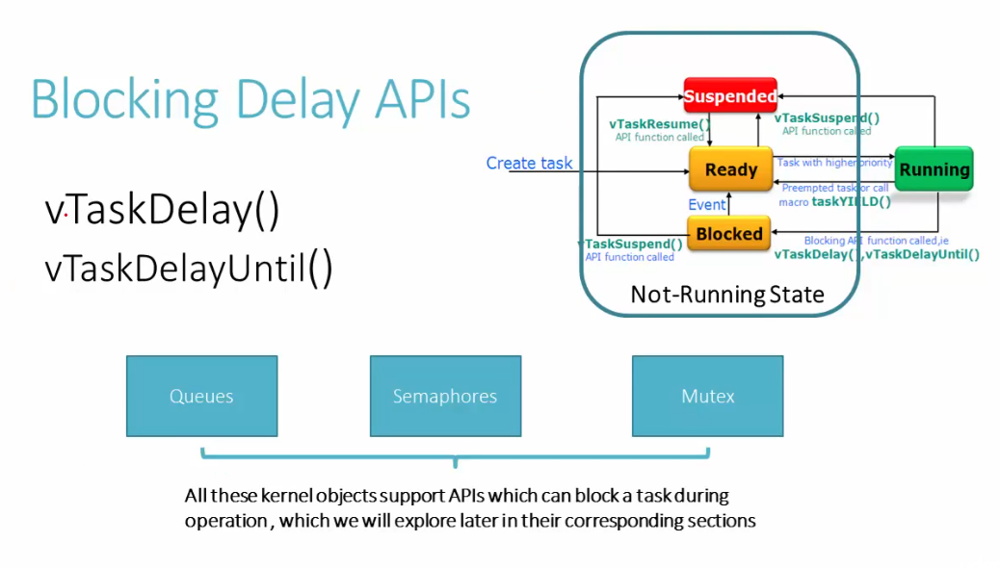 Blocking Delay APIs
vTaskDelay()
vTaskDelayUntil()
Suspended
vTaskResume()
API function called
vTaskSuspend()
API function called
Create task
Ready
Task with higher priority
Running
Preempted task or call
macro taskYIELD()
Event
Blocked
vTaskSuspend()
API function called
Blocking API function called,ie
vTaskDelay(),vTaskDelayUntil()
Not-Running State
Queues
Semaphores
Mutex
All these kernel objects support APIs which can block a task during
operation , which we will explore later in their corresponding sections